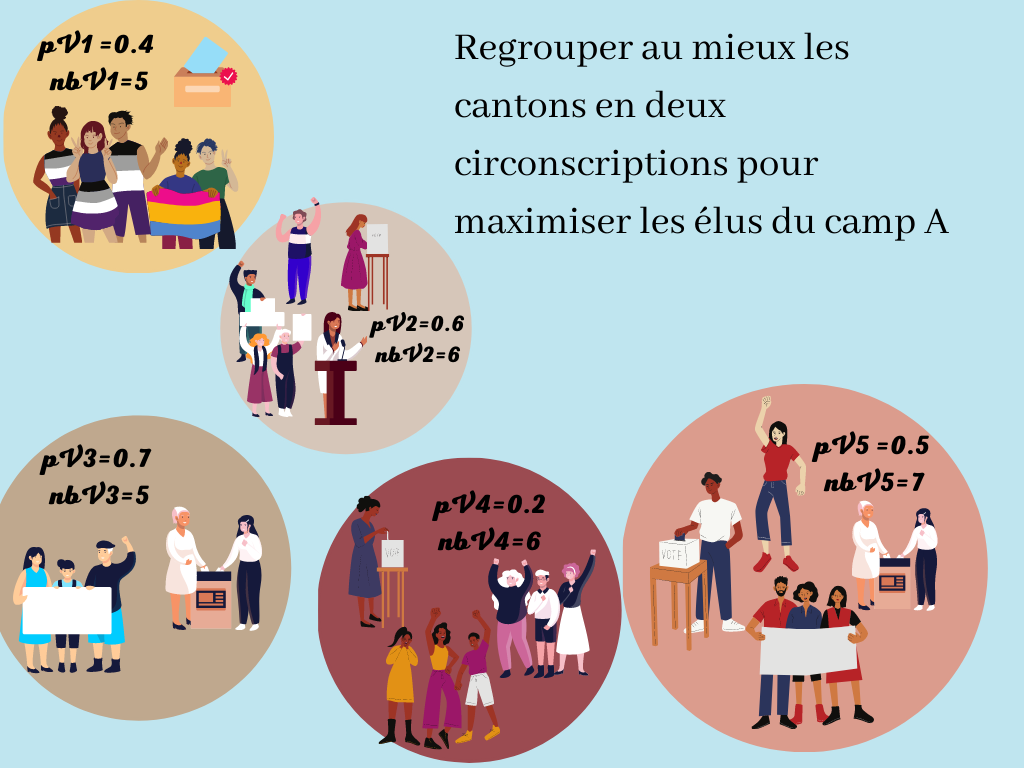 pV1 =0.4
nbV1=5
Regrouper au mieux les
cantons en deux
circonscriptions pour
maximiser les élus du camp A
VOTE
pV2=0.6
nbV2=6
pV3=0.7
nbV3=5
pV4=0.2
nbV4=6
VOTE
pV5 =0.5
nbV5=7
VOTE!